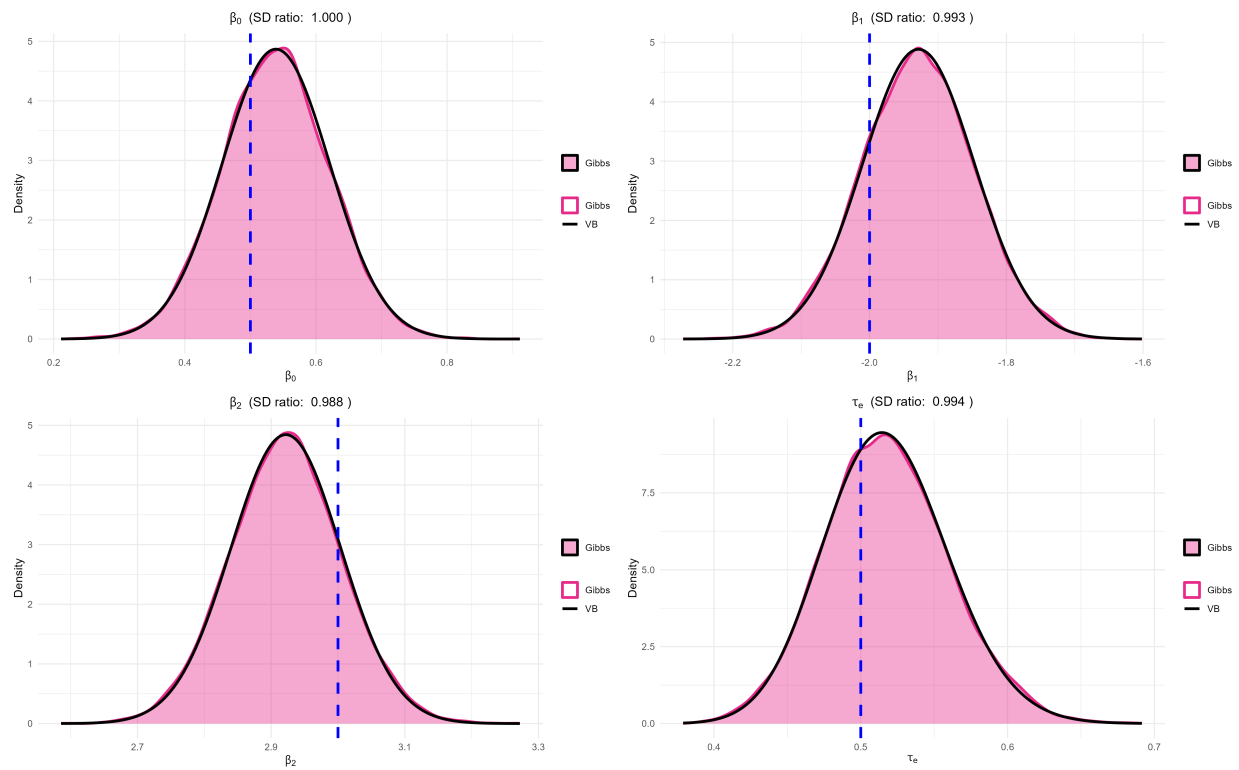 β₀ (SD ratio: 1.000 )
Density
5
4
3
2
1
0
0.2 0.4 0.6 0.8
β₀
Gibbs
Gibbs
VB
β₁ (SD ratio: 0.993 )
Density
5
4
3
2
1
0
-2.2 -2.0 -1.8 -1.6
β₁
Gibbs
Gibbs
VB
β₂ (SD ratio: 0.988 )
Density
5
4
3
2
1
0
2.7 2.9 3.1 3.3
β₂
Gibbs
Gibbs
VB
τₑ (SD ratio: 0.994 )
Density
7.5
5.0
2.5
0.0
0.4 0.5 0.6 0.7
τₑ
Gibbs
Gibbs
VB